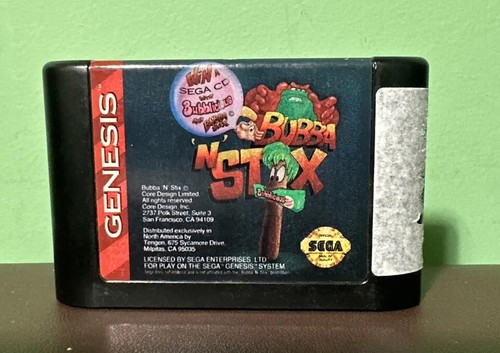 GENESIS
WIN A
SEGA CD
Bubblicious
BUBBA
'N'
STIX
Bubba 'N' Stix ©
Core Design Limited.
All rights reserved.
Core Design, Inc.
2737 Polk Street, Suite 3
San Francisco, CA 94109
Distributed exclusively in
North America by
Tengen, 675 Sycamore Drive,
Milpitas, CA 95035
LICENSED BY SEGA ENTERPRISES LTD.
FOR PLAY ON THE SEGA™ GENESIS™ SYSTEM
SEGA